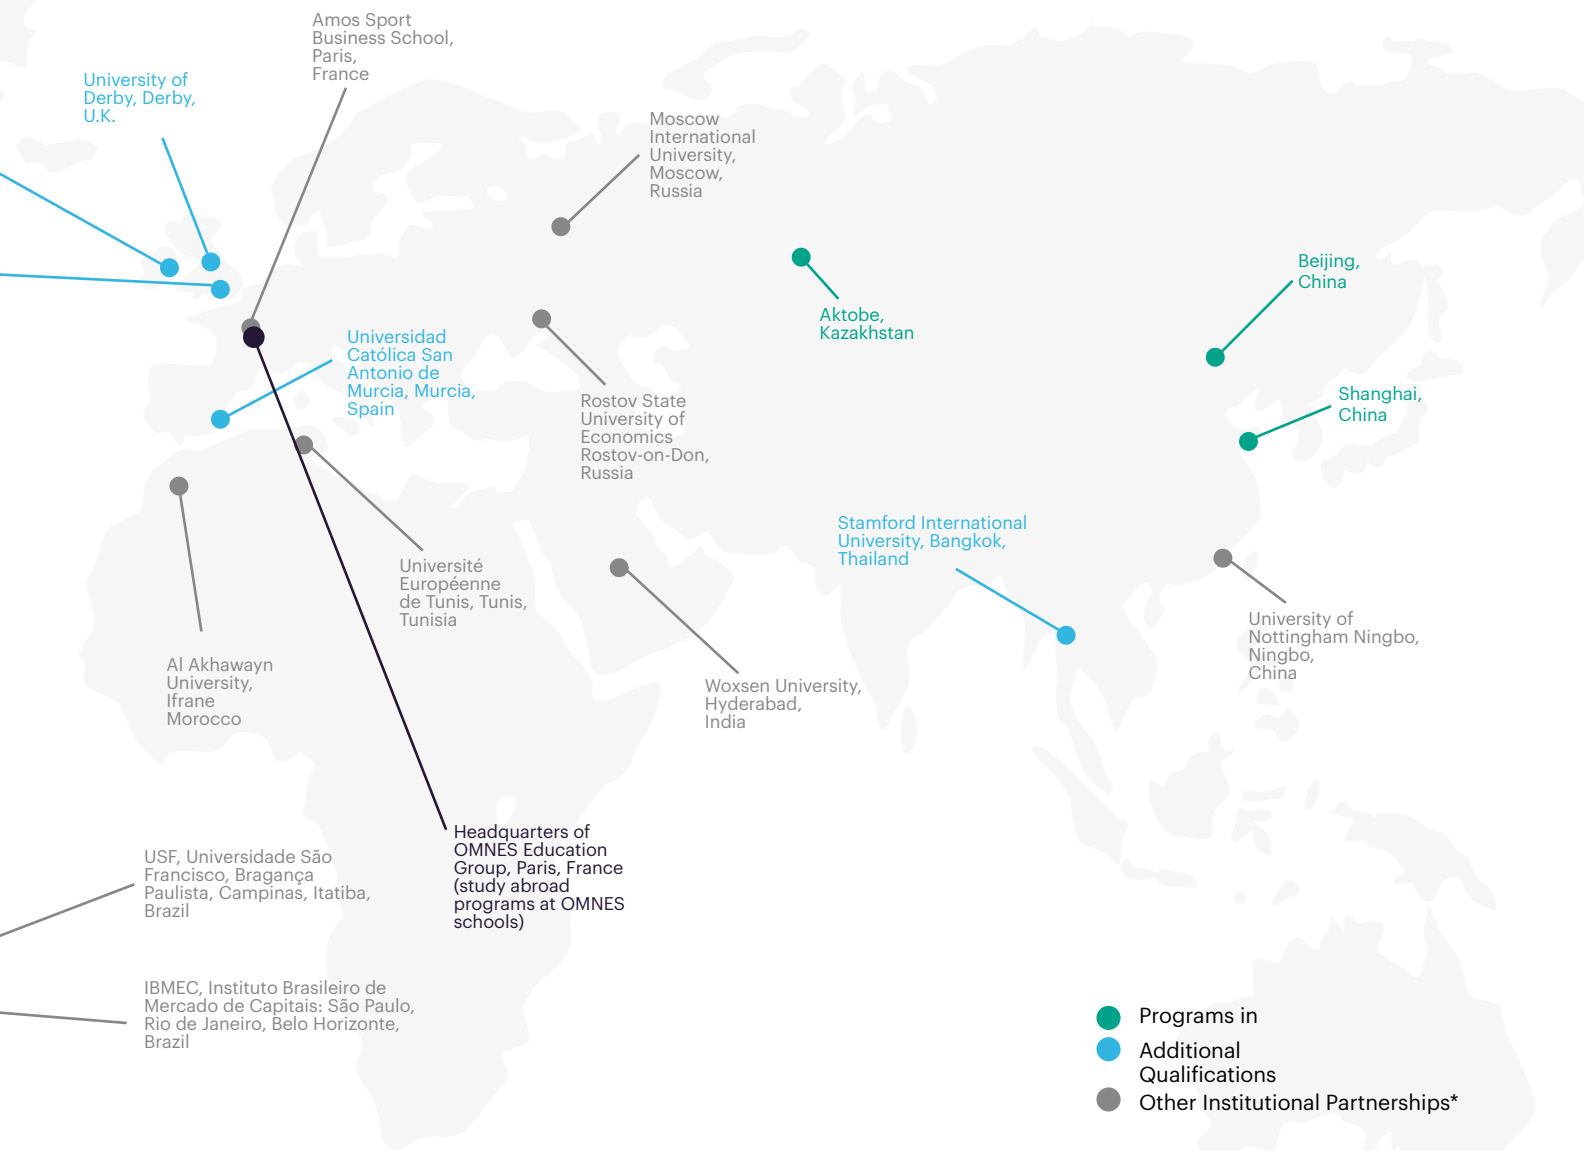 Amos Sport
Business School,
Paris,
France
University of
Derby, Derby,
U.K.
Moscow
International
University,
Moscow,
Russia
Beijing,
China
Aktobe,
Kazakhstan
Universidad
Católica San
Antonio de
Murcia, Murcia,
Spain
Rostov State
University of
Economics
Rostov-on-Don,
Russia
Shanghai,
China
Stamford International
University, Bangkok,
Thailand
Université
Européenne
de Tunis, Tunis,
Tunisia
University of
Nottingham Ningbo,
Ningbo,
China
Al Akhawayn
University,
Ifrane
Morocco
Woxsen University,
Hyderabad,
India
Headquarters of
OMNES Education
Group, Paris, France
(study abroad
programs at OMNES
schools)
USF, Universidade São
Francisco, Bragança
Paulista, Campinas, Itatiba,
Brazil
IBMEC, Instituto Brasileiro de
Mercado de Capitais: São Paulo,
Rio de Janeiro, Belo Horizonte,
Brazil
Programs in
Additional
Qualifications
Other Institutional Partnerships*